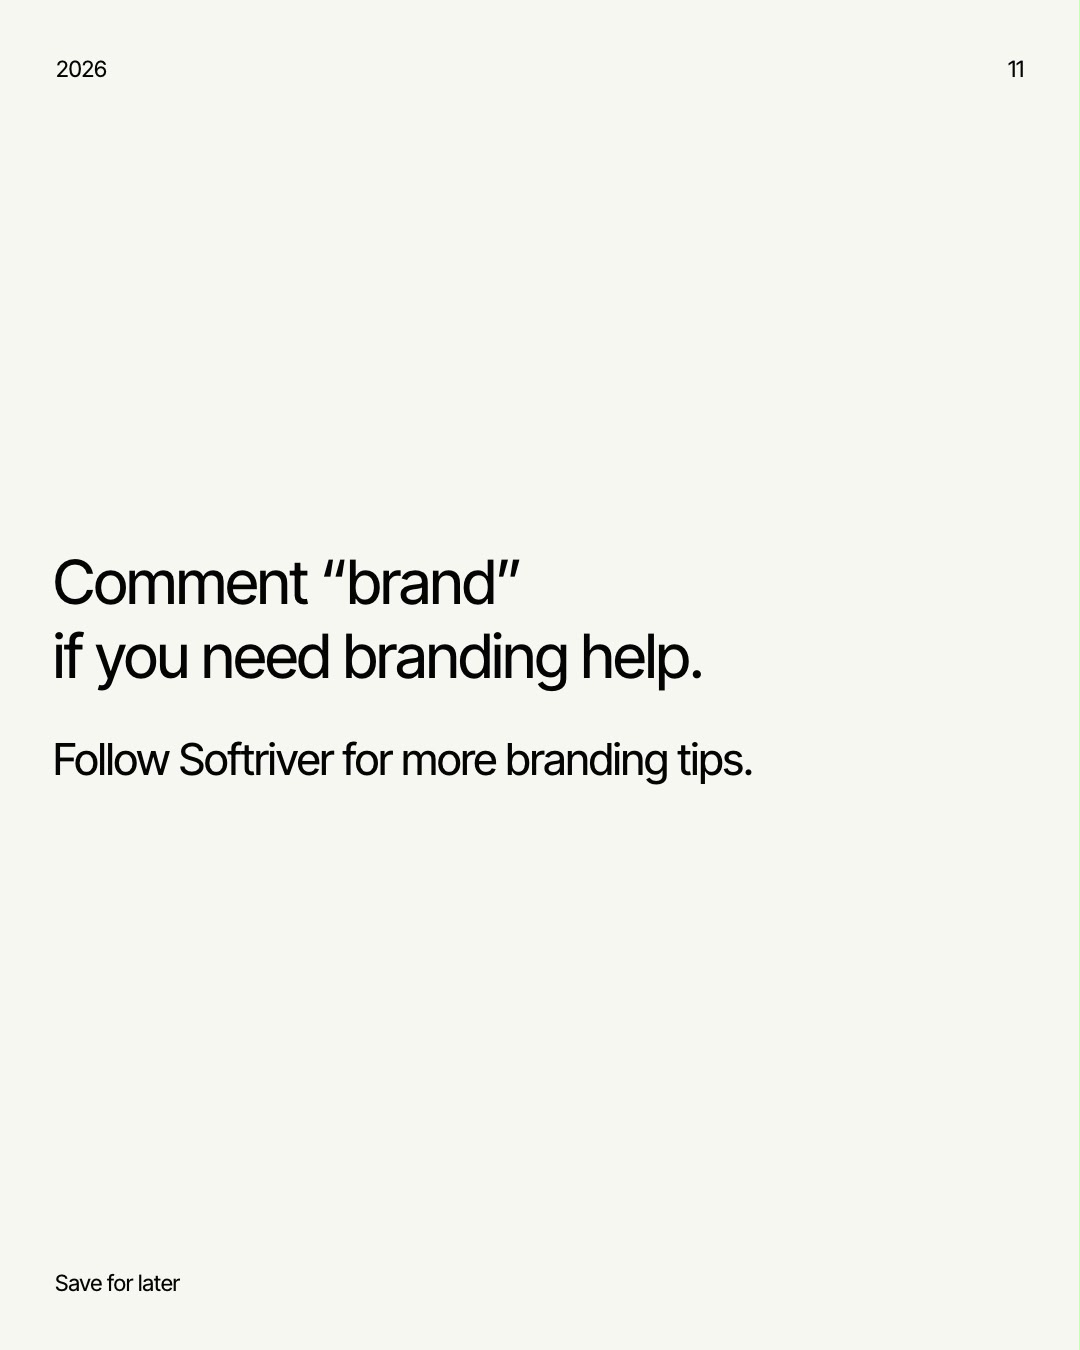 2026
11
Comment “brand”
if you need branding help.
Follow Softriver for more branding tips.
Save for later